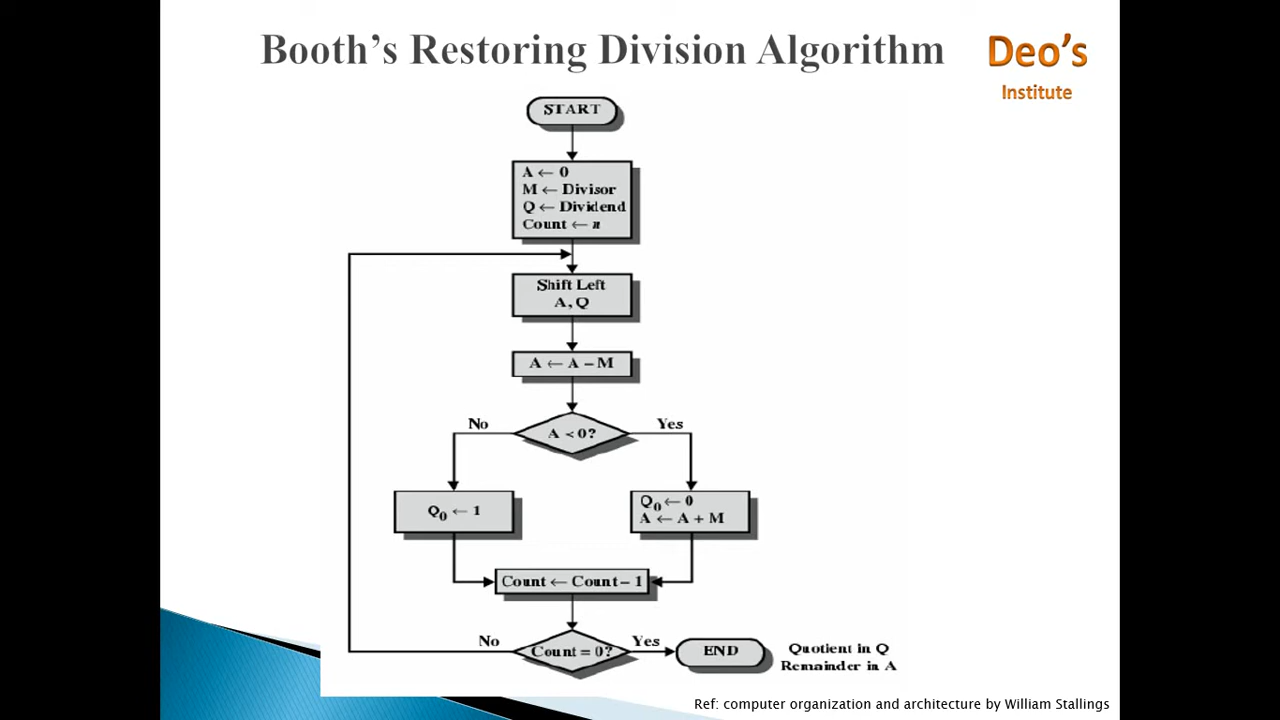 Booth's Restoring Division Algorithm
Deo's
Institute
START
A ← 0
M ← Divisor
Q ← Dividend
Count ← n
Shift Left
A, Q
A ← A – M
No
A < 0?
Yes
Q₀ ← 1
Q₀ ← 0
A ← A + M
Count ← Count – 1
No
Count = 0?
Yes
END
Quotient in Q
Remainder in A
Ref: computer organization and architecture by William Stallings